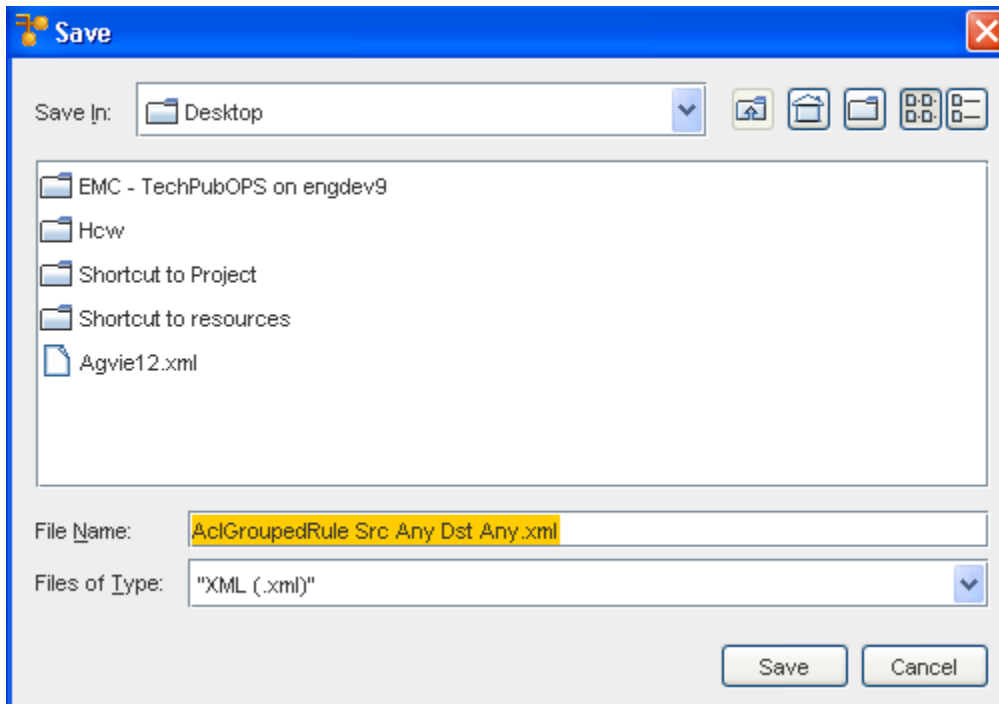 Save
Save In: Desktop
EMC - TechPubOPS on engdev9
Hcw
Shortcut to Project
Shortcut to resources
Agvie12.xml
File Name: AclGroupedRule Src Any Dst Any.xml
Files of Type: "XML (.xml)"
Save Cancel